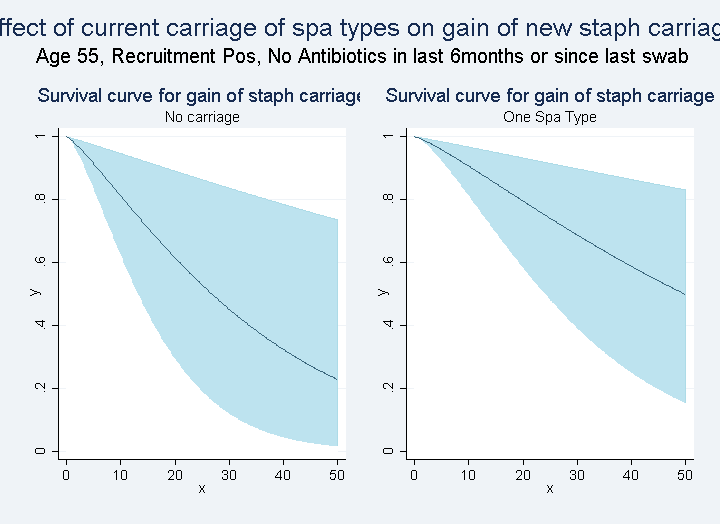 ffect of current carriage of spa types on gain of new staph carriag
Age 55, Recruitment Pos, No Antibiotics in last 6months or since last swab
Survival curve for gain of staph carriage
No carriage
1
.8
.6
.4
.2
0
y
0 10 20 30 40 50
x
Survival curve for gain of staph carriage
One Spa Type
1
.8
.6
.4
.2
0
y
0 10 20 30 40 50
x